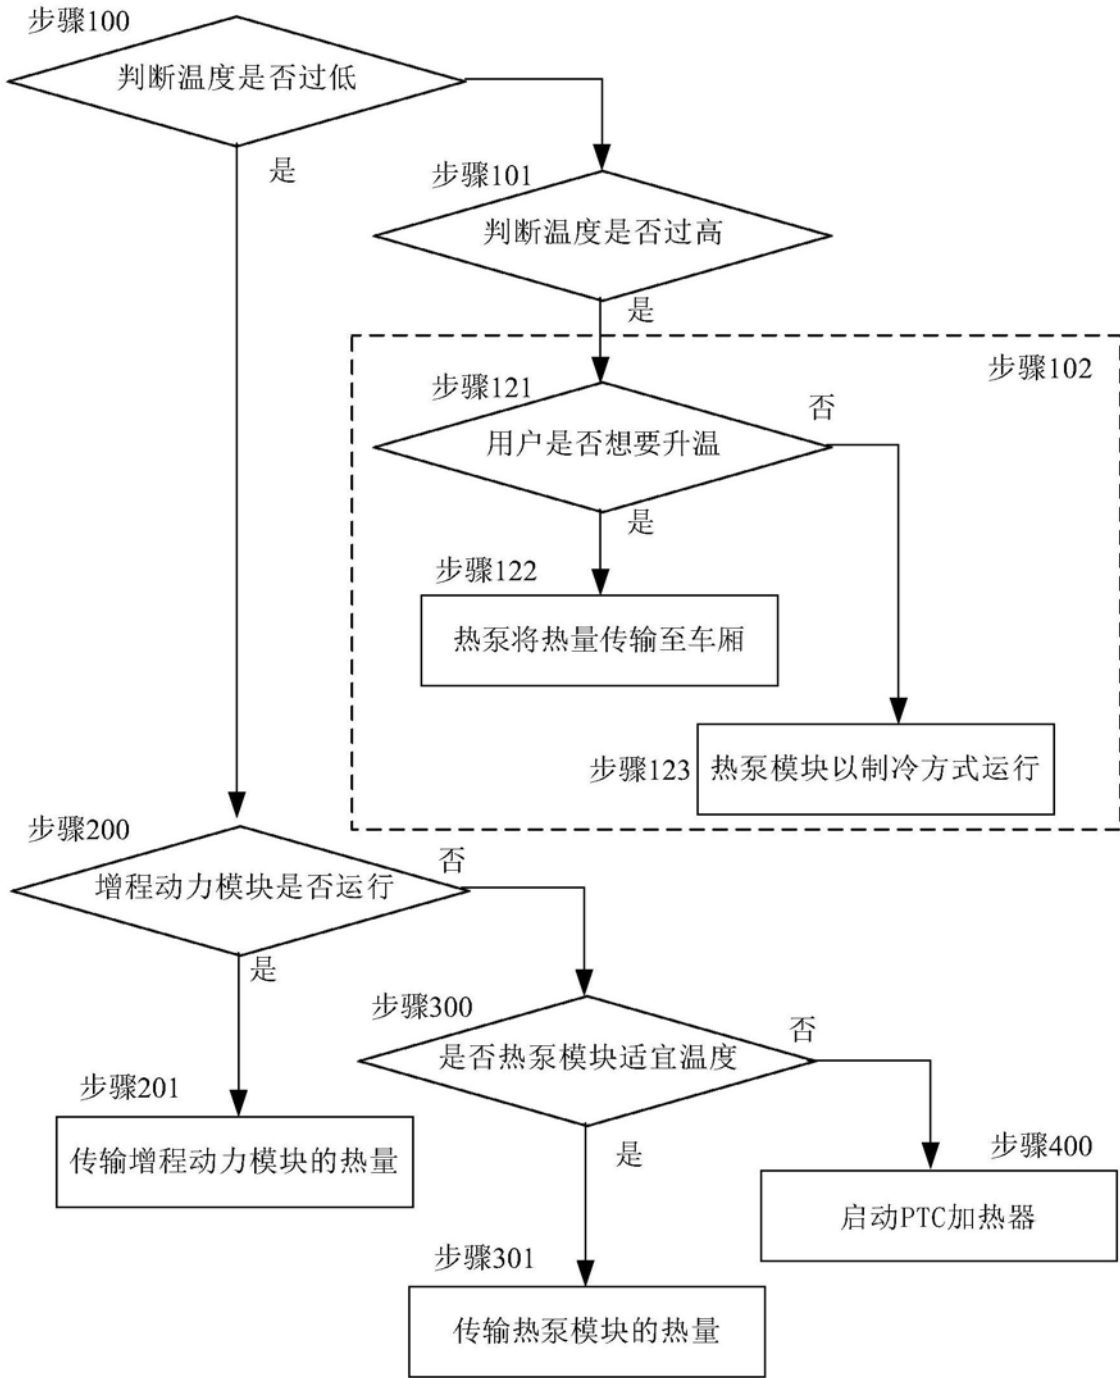 步骤100
判断温度是否过低
是
步骤101
判断温度是否过高
是
步骤102
步骤121
否
用户是否想要升温
是
步骤122
热泵将热量传输至车厢
步骤123
热泵模块以制冷方式运行
步骤200
否
增程动力模块是否运行
是
步骤300
否
是否热泵模块适宜温度
步骤201
是
步骤400
传输增程动力模块的热量
启动PTC加热器
步骤301
传输热泵模块的热量